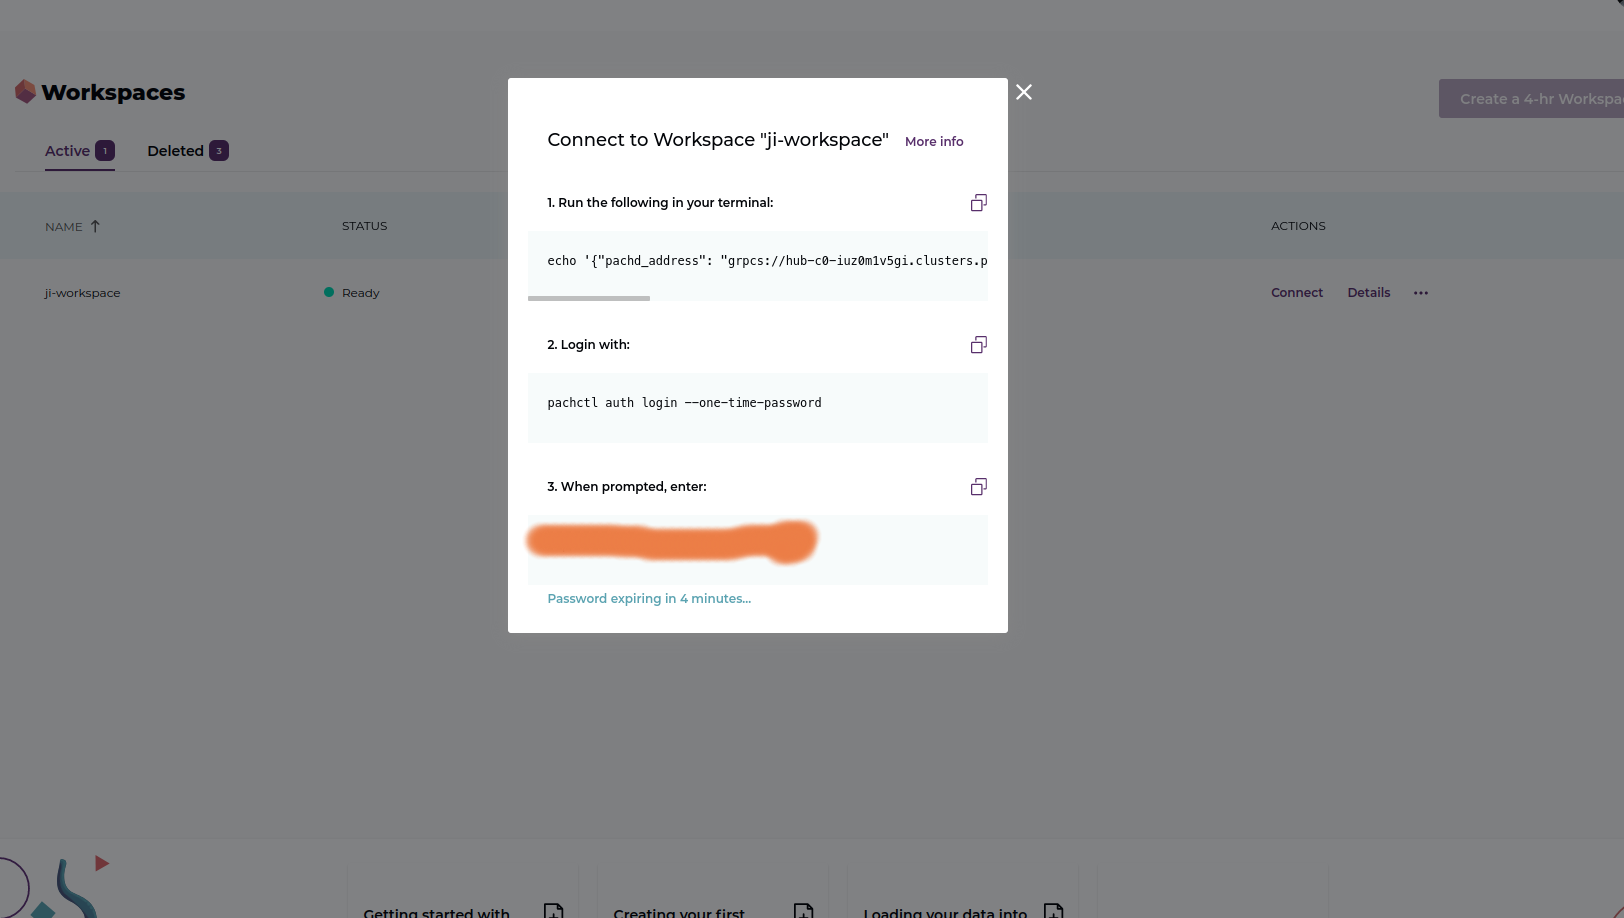 Workspaces
Create a 4-hr
Active 1 Deleted 3
NAME STATUS ACTIONS
ji-workspace Ready Connect Details
Connect to Workspace "ji-workspace" More info
1. Run the following in your terminal:
echo '{"pachd_address": "grpcs://hub-c0-iuz0m1v5gi.clusters.p
2. Login with:
pachctl auth login --one-time-password
3. When prompted, enter:
Password expiring in 4 minutes...
Getting started with Creating your first Loading your data into